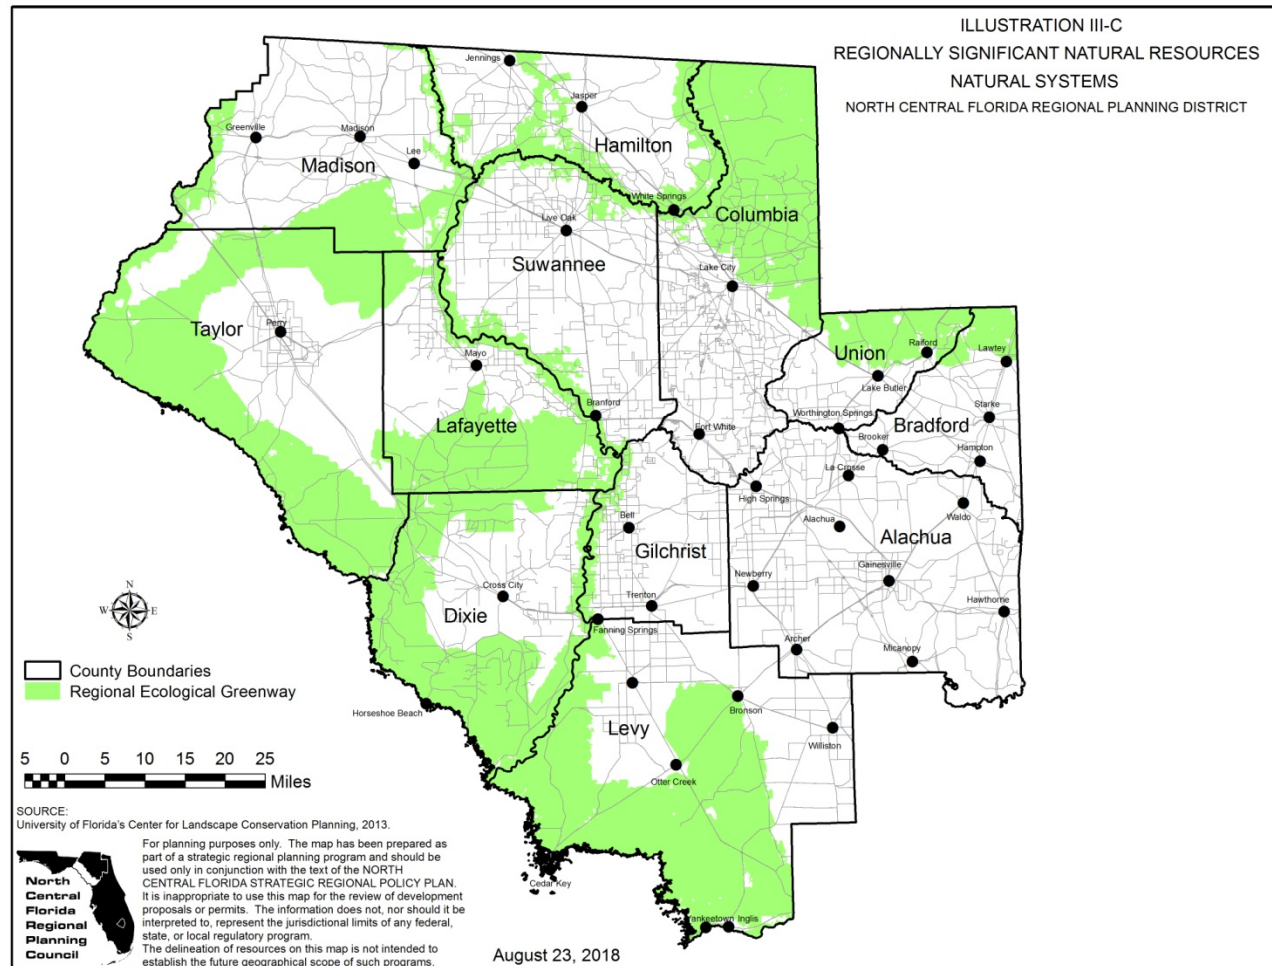 ILLUSTRATION III-C
REGIONALLY SIGNIFICANT NATURAL RESOURCES
NATURAL SYSTEMS
NORTH CENTRAL FLORIDA REGIONAL PLANNING DISTRICT
Jennings
Jasper
Greenville
Madison
Hamilton
Lee
Madison
White Springs
Columbia
Live Oak
Suwannee
Lake City
Taylor
Perry
Union
Raiford
Lawtey
Mayo
Lake Butler
Branford
Worthington Springs
Starke
Lafayette
Fort White
Bradford
Brooker
Hampton
La Crosse
High Springs
Bell
Alachua
Waldo
Gilchrist
Alachua
Gainesville
Newberry
Cross City
Trenton
Hawthorne
Dixie
Fanning Springs
Archer
Micanopy
N
W
E
S
County Boundaries
Regional Ecological Greenway
Horseshoe Beach
Bronson
Levy
Williston
Otter Creek
5 0 5 10 15 20 25
Miles
Cedar Key
Yankeetown Inglis
SOURCE:
University of Florida's Center for Landscape Conservation Planning, 2013.
For planning purposes only. The map has been prepared as
part of a strategic regional planning program and should be
used only in conjunction with the text of the NORTH
CENTRAL FLORIDA STRATEGIC REGIONAL POLICY PLAN.
It is inappropriate to use this map for the review of development
proposals or permits. The information does not, nor should it be
interpreted to, represent the jurisdictional limits of any federal,
state, or local regulatory program.
The delineation of resources on this map is not intended to
establish the future geographical scope of such programs.
North
Central
Florida
Regional
Planning
Council
August 23, 2018